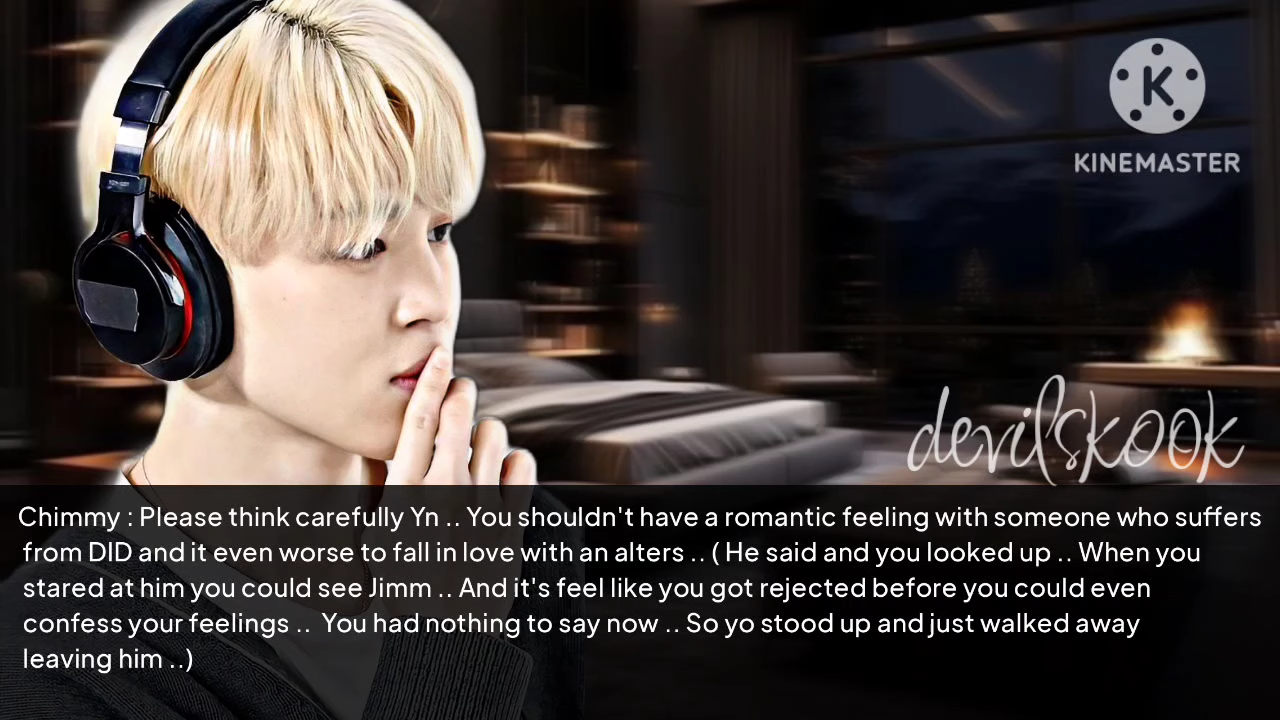 KINEMASTER
devilskook
Chimmy : Please think carefully Yn .. You shouldn't have a romantic feeling with someone who suffers
from DID and it even worse to fall in love with an alters .. ( He said and you looked up .. When you
stared at him you could see Jimm .. And it's feel like you got rejected before you could even
confess your feelings ..  You had nothing to say now .. So yo stood up and just walked away
leaving him ..)